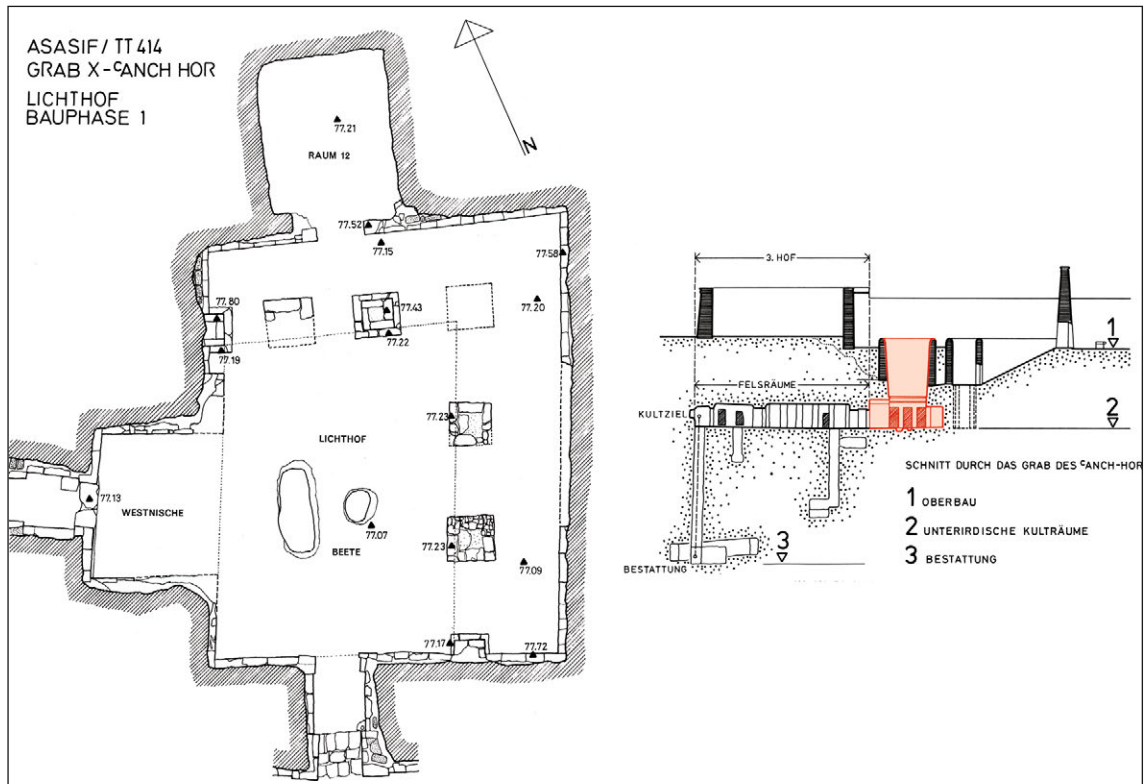 ASASIF / TT 414
GRAB X-ᶜANCH HOR
LICHTHOF
BAUPHASE 1
N
77.21
RAUM 12
77.52
77.15
77.58
77.80
77.43
77.20
77.22
77.19
77.23
LICHTHOF
77.13
WESTNISCHE
77.07
BEETE
77.23
77.09
77.17
77.72
3. HOF
1
FELSRÄUME
KULTZIEL
2
SCHNITT DURCH DAS GRAB DES ᶜANCH-HOR
1 OBERBAU
2 UNTERIRDISCHE KULTRÄUME
3 BESTATTUNG
3
BESTATTUNG